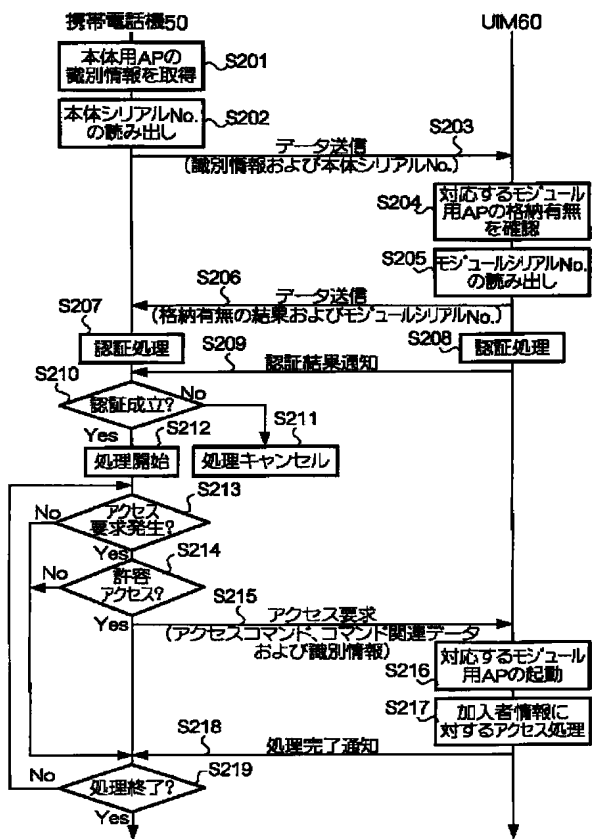 携帯電話機50
UIM60
本体用APの
識別情報を取得
S201
本体シリアルNo.
の読み出し
S202
S203
データ送信
(識別情報および本体シリアルNo.)
S204
対応するモジュール
用APの格納有無
を確認
S205
モジュールシリアルNo.
の読み出し
S206
データ送信
(格納有無の結果およびモジュールシリアルNo.)
S207
認証処理
S208
認証処理
S209
認証結果通知
S210
認証成立?
No
Yes
S211
処理キャンセル
S212
処理開始
S213
アクセス
要求発生?
No
Yes
S214
許容
アクセス?
No
Yes
S215
アクセス要求
(アクセスコマンド、コマンド関連データ
および識別情報)
S216
対応するモジュール
用APの起動
S217
加入者情報に
対するアクセス処理
S218
処理完了通知
S219
処理終了?
No
Yes